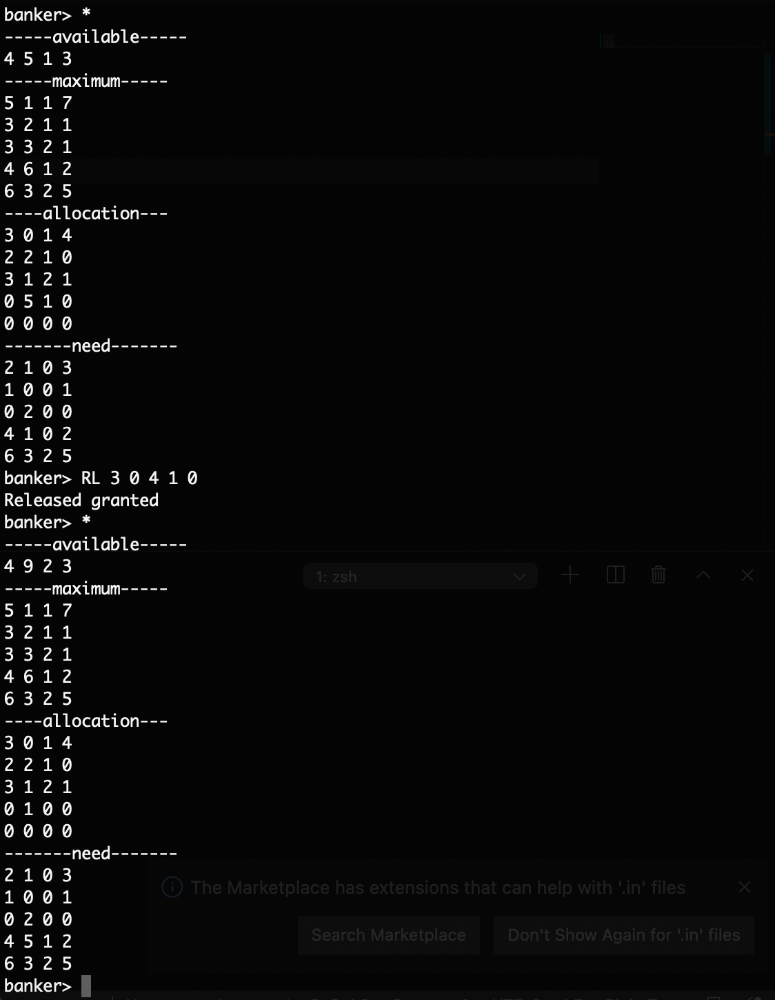 banker> *
-----available-----
4 5 1 3
-----maximum-----
5 1 1 7
3 2 1 1
3 3 2 1
4 6 1 2
6 3 2 5
----allocation---
3 0 1 4
2 2 1 0
3 1 2 1
0 5 1 0
0 0 0 0
-------need-------
2 1 0 3
1 0 0 1
0 2 0 0
4 1 0 2
6 3 2 5
banker> RL 3 0 4 1 0
Released granted
banker> *
-----available-----
4 9 2 3
1: zsh
-----maximum-----
5 1 1 7
3 2 1 1
3 3 2 1
4 6 1 2
6 3 2 5
----allocation---
3 0 1 4
2 2 1 0
3 1 2 1
0 1 0 0
0 0 0 0
-------need-------
2 1 0 3
1 0 0 1
0 2 0 0
4 5 1 2
6 3 2 5
banker>
The Marketplace has extensions that can help with '.in' files
Search Marketplace
Don't Show Again for '.in' files